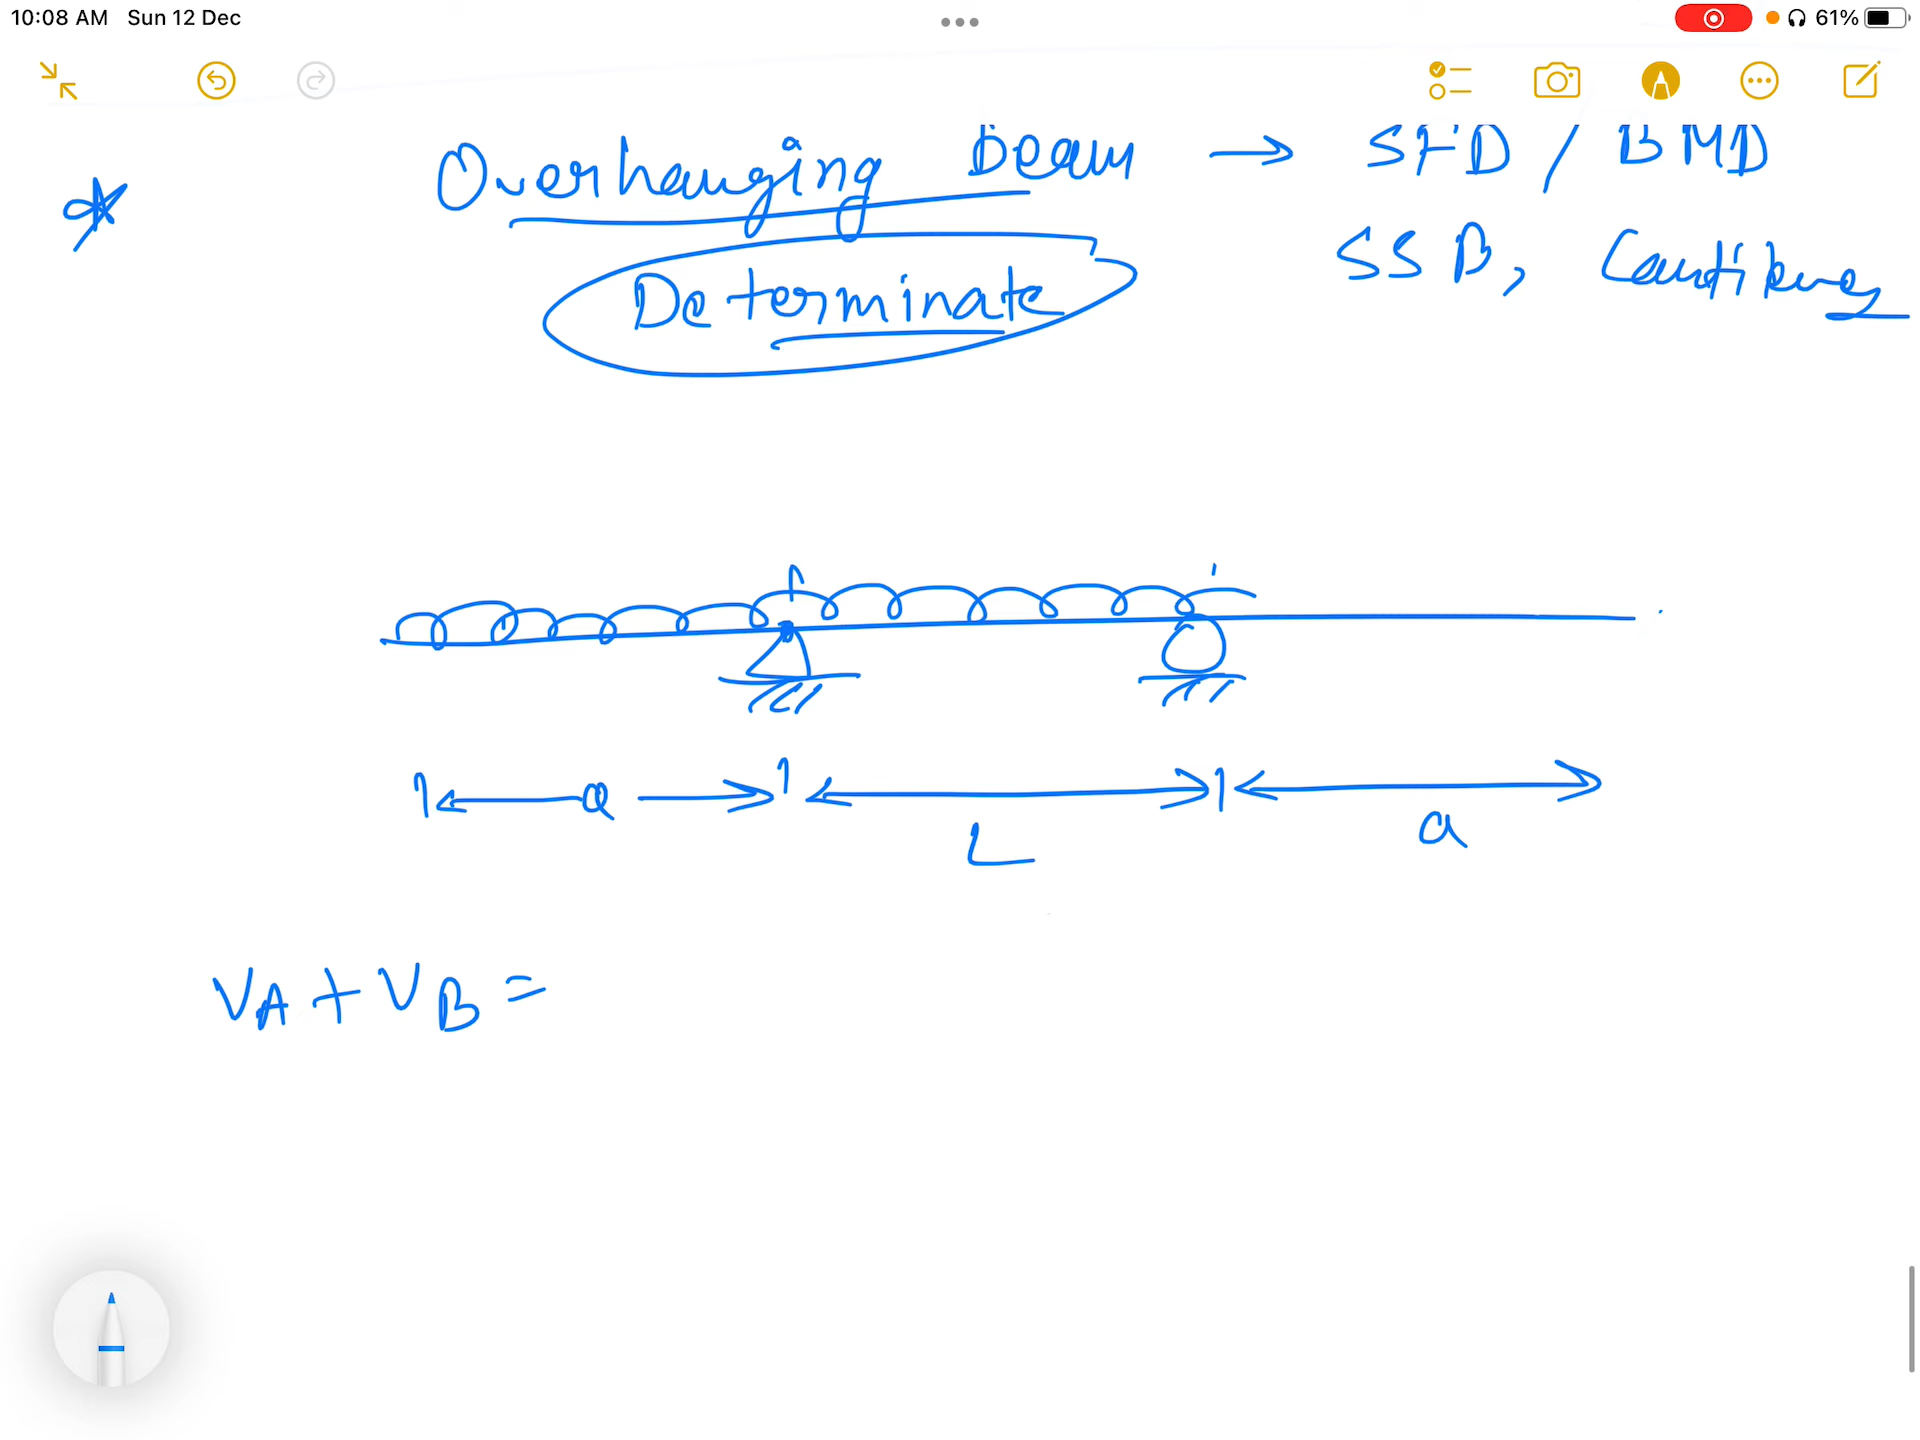 10:08 AM Sun 12 Dec
61%
Overhanging Beam → SFD / BMD
Determinate
SSB, Cantilever
a
L
a
VA + VB =